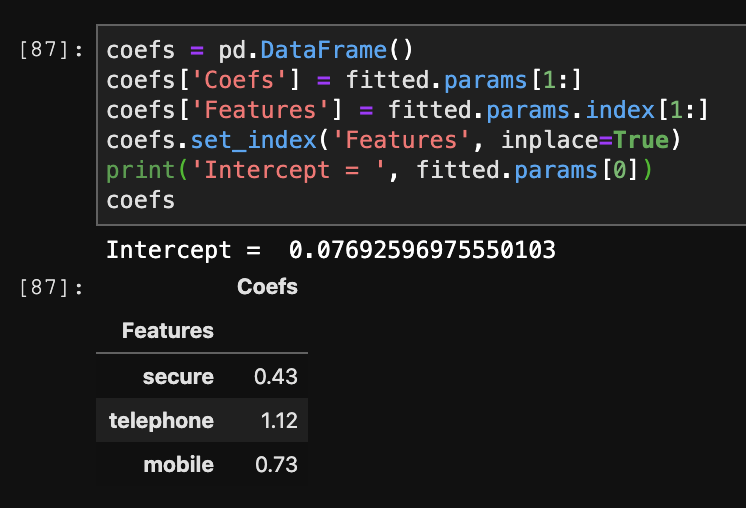 [87]: coefs = pd.DataFrame()
coefs['Coefs'] = fitted.params[1:]
coefs['Features'] = fitted.params.index[1:]
coefs.set_index('Features', inplace=True)
print('Intercept = ', fitted.params[0])
coefs
Intercept =  0.07692596975550103
[87]: Coefs
Features
secure 0.43
telephone 1.12
mobile 0.73